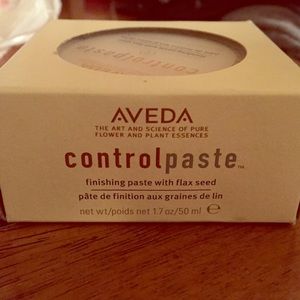 controlpaste
AVEDA
THE ART AND SCIENCE OF PURE
FLOWER AND PLANT ESSENCES
controlpaste™
finishing paste with flax seed
pâte de finition aux graines de lin
net wt/poids net 1.7 oz/50 ml ℮